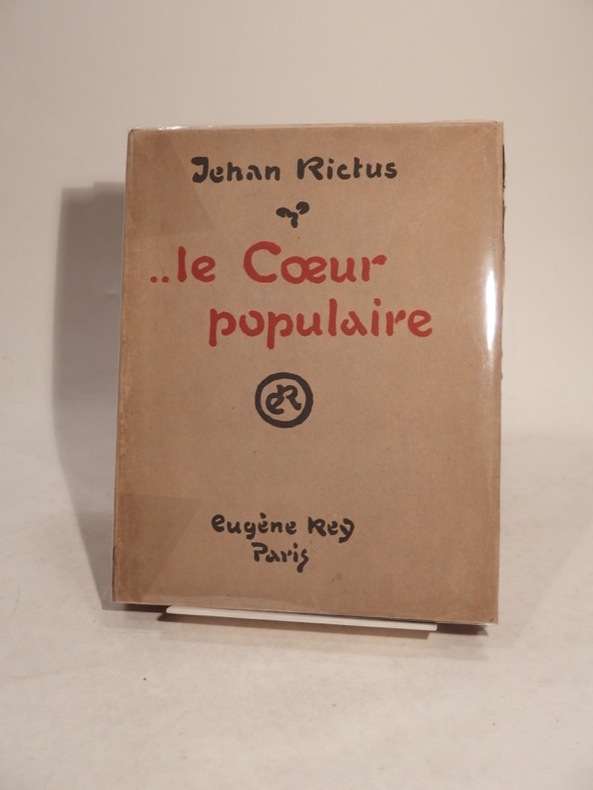 Jehan Rictus
..le Cœur
populaire
eR
eugène Rey
Paris